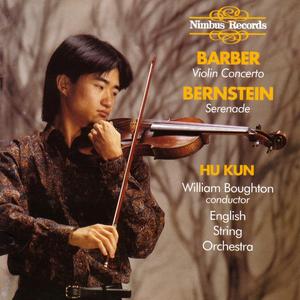 Nimbus Records
BARBER
Violin Concerto
BERNSTEIN
Serenade
HU KUN
William Boughton
conductor
English
String
Orchestra